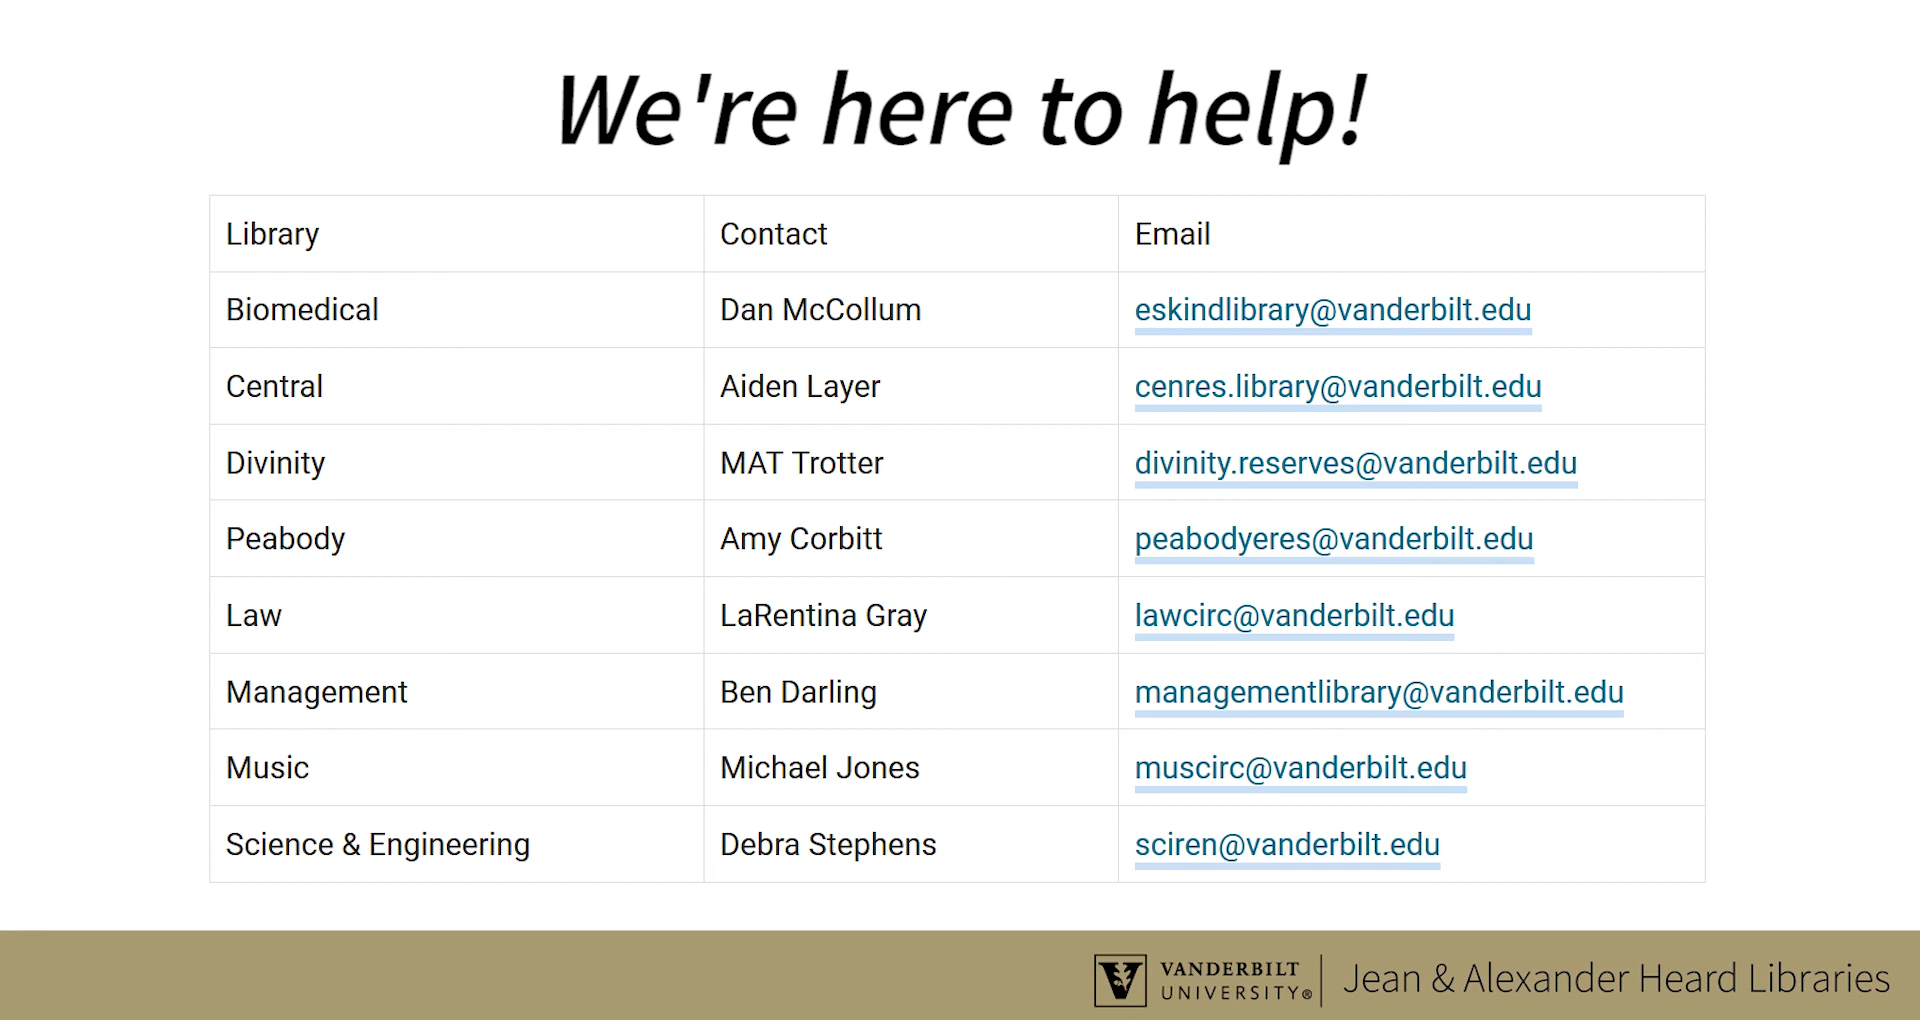 We're here to help!
Library Contact Email
Biomedical Dan McCollum eskindlibrary@vanderbilt.edu
Central Aiden Layer cenres.library@vanderbilt.edu
Divinity MAT Trotter divinity.reserves@vanderbilt.edu
Peabody Amy Corbitt peabodyeres@vanderbilt.edu
Law LaRentina Gray lawcirc@vanderbilt.edu
Management Ben Darling managementlibrary@vanderbilt.edu
Music Michael Jones muscirc@vanderbilt.edu
Science & Engineering Debra Stephens sciren@vanderbilt.edu
V VANDERBILT
UNIVERSITY®
Jean & Alexander Heard Libraries